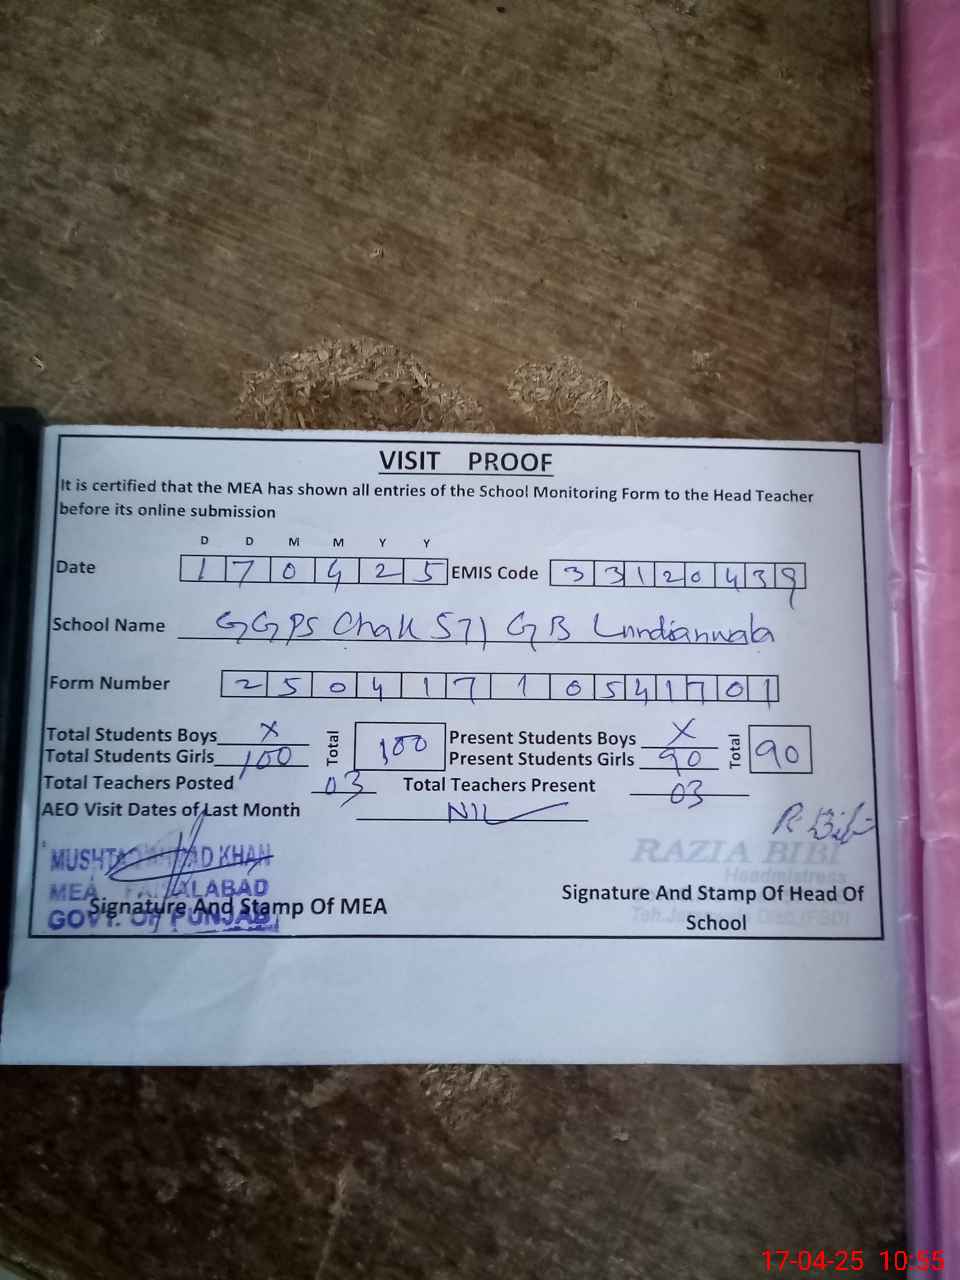 VISIT PROOF
It is certified that the MEA has shown all entries of the School Monitoring Form to the Head Teacher
before its online submission
D D M M Y Y
Date 1 7 0 4 2 5 EMIS Code 3 3 1 2 0 4 3 9
School Name GGPS Chak 571 GB Lundianwala
Form Number 2 5 0 4 1 7 1 0 5 4 1 7 0 1
Total Students Boys X Total 100 Present Students Boys X Total 90
Total Students Girls 100 Present Students Girls 90
Total Teachers Posted 03 Total Teachers Present 03
AEO Visit Dates of Last Month NIL
R Bibi
MUSHTAQ AHMAD KHAN RAZIA BIBI
Headmistress
MEA, FAISALABAD
Signature And Stamp Of MEA Signature And Stamp Of Head Of
GOVT. OF PUNJAB
School
17-04-25 10:55